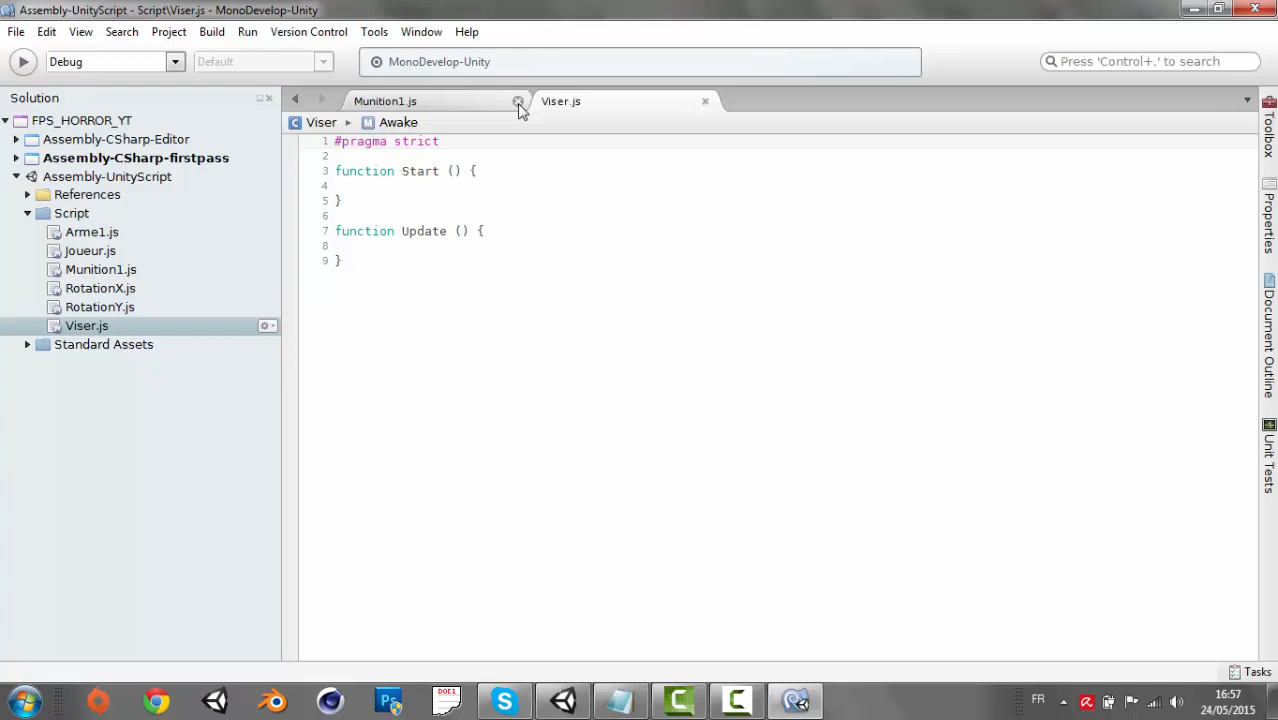 Assembly-UnityScript - Script\Viser.js - MonoDevelop-Unity
File Edit View Search Project Build Run Version Control Tools Window Help
Debug Default MonoDevelop-Unity Press 'Control+,' to search
Solution
FPS_HORROR_YT
Assembly-CSharp-Editor
Assembly-CSharp-firstpass
Assembly-UnityScript
References
Script
Arme1.js
Joueur.js
Munition1.js
RotationX.js
RotationY.js
Viser.js
Standard Assets
Munition1.js Viser.js
C Viser M Awake
1 #pragma strict
2
3 function Start () {
4
5 }
6
7 function Update () {
8
9 }
Toolbox
Properties
Document Outline
Unit Tests
Tasks
Ps DOC1 S C C
FR 16:57
24/05/2015